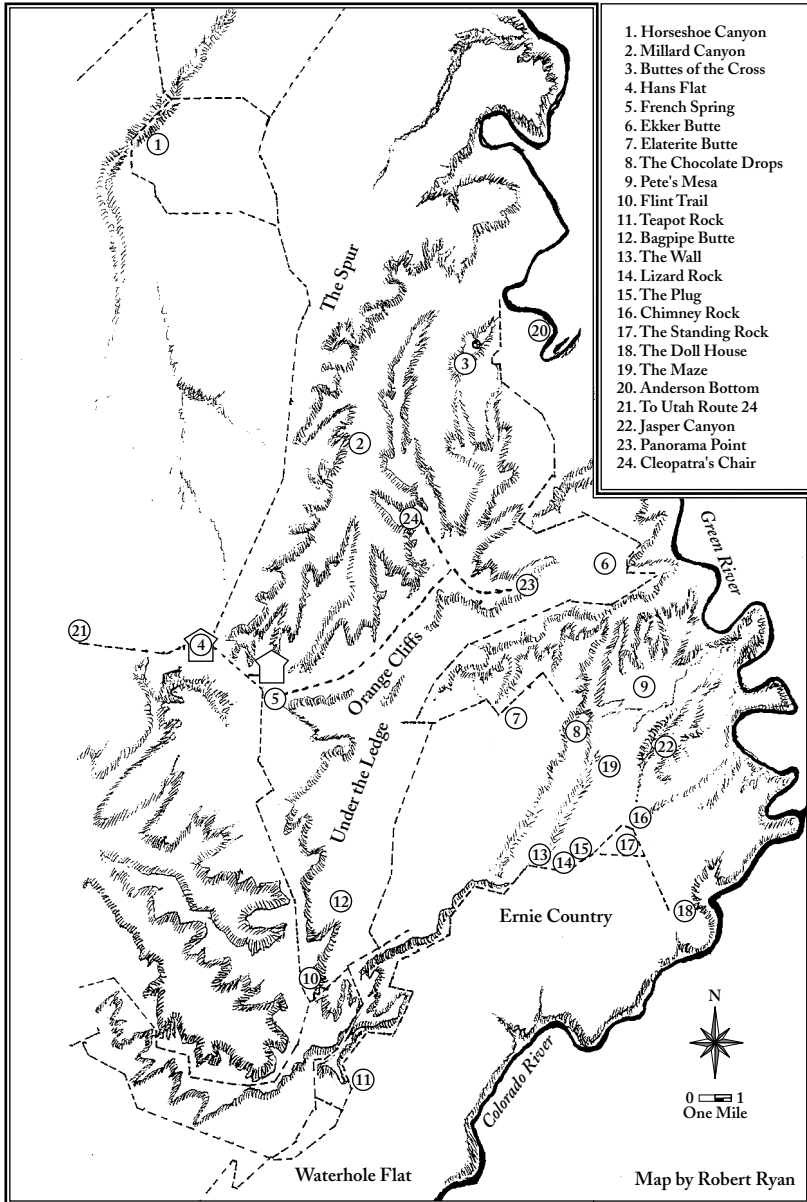 1. Horseshoe Canyon
2. Millard Canyon
3. Buttes of the Cross
4. Hans Flat
5. French Spring
6. Ekker Butte
7. Elaterite Butte
8. The Chocolate Drops
9. Pete's Mesa
10. Flint Trail
11. Teapot Rock
12. Bagpipe Butte
13. The Wall
14. Lizard Rock
15. The Plug
16. Chimney Rock
17. The Standing Rock
18. The Doll House
19. The Maze
20. Anderson Bottom
21. To Utah Route 24
22. Jasper Canyon
23. Panorama Point
24. Cleopatra's Chair
1
The Spur
20
3
2
24
Green River
6
23
21
4
Orange Cliffs
9
5
7
8
22
Under the Ledge
19
16
17
15
13
14
12
18
Ernie Country
10
N
11
Colorado River
0 1
One Mile
Waterhole Flat
Map by Robert Ryan